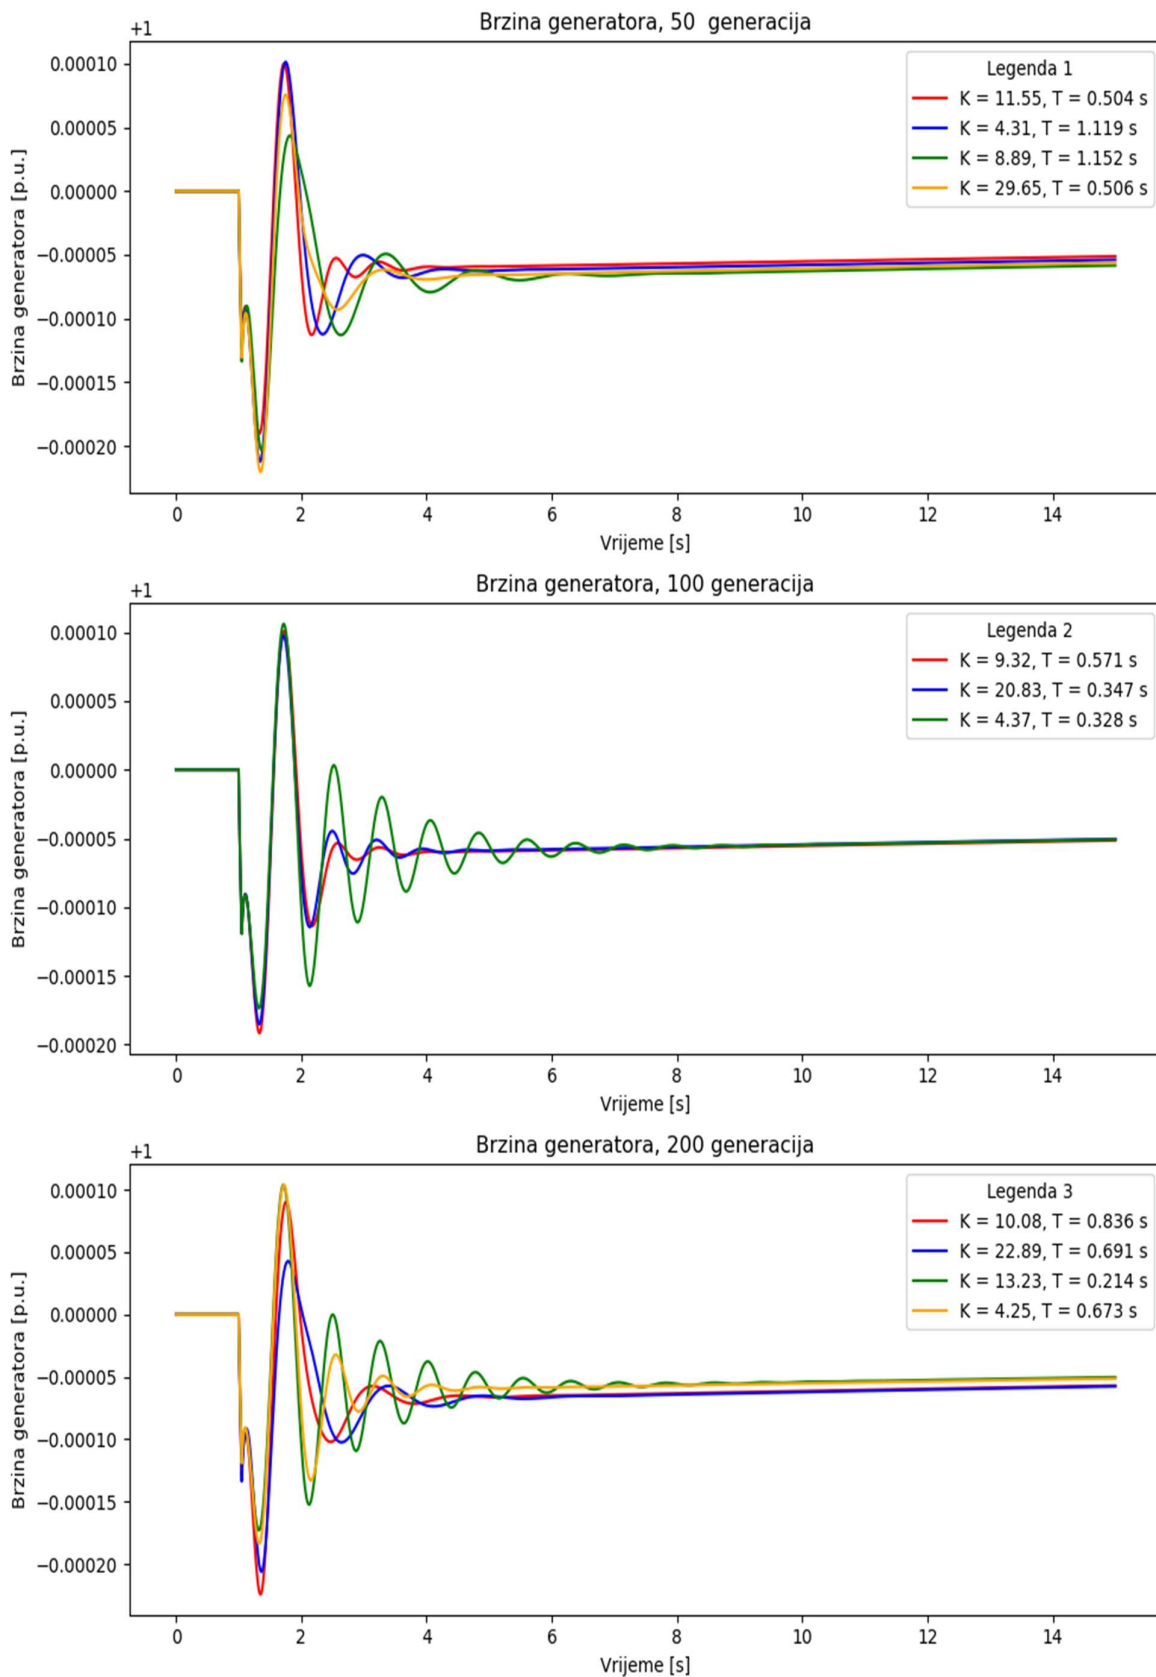 Brzina generatora, 50  generacija
+1
0.00010
0.00005
0.00000
−0.00005
−0.00010
−0.00015
−0.00020
Brzina generatora [p.u.]
Legenda 1
K = 11.55, T = 0.504 s
K = 4.31, T = 1.119 s
K = 8.89, T = 1.152 s
K = 29.65, T = 0.506 s
0 2 4 6 8 10 12 14
Vrijeme [s]
Brzina generatora, 100 generacija
+1
0.00010
0.00005
0.00000
−0.00005
−0.00010
−0.00015
−0.00020
Brzina generatora [p.u.]
Legenda 2
K = 9.32, T = 0.571 s
K = 20.83, T = 0.347 s
K = 4.37, T = 0.328 s
0 2 4 6 8 10 12 14
Vrijeme [s]
Brzina generatora, 200 generacija
+1
0.00010
0.00005
0.00000
−0.00005
−0.00010
−0.00015
−0.00020
Brzina generatora [p.u.]
Legenda 3
K = 10.08, T = 0.836 s
K = 22.89, T = 0.691 s
K = 13.23, T = 0.214 s
K = 4.25, T = 0.673 s
0 2 4 6 8 10 12 14
Vrijeme [s]